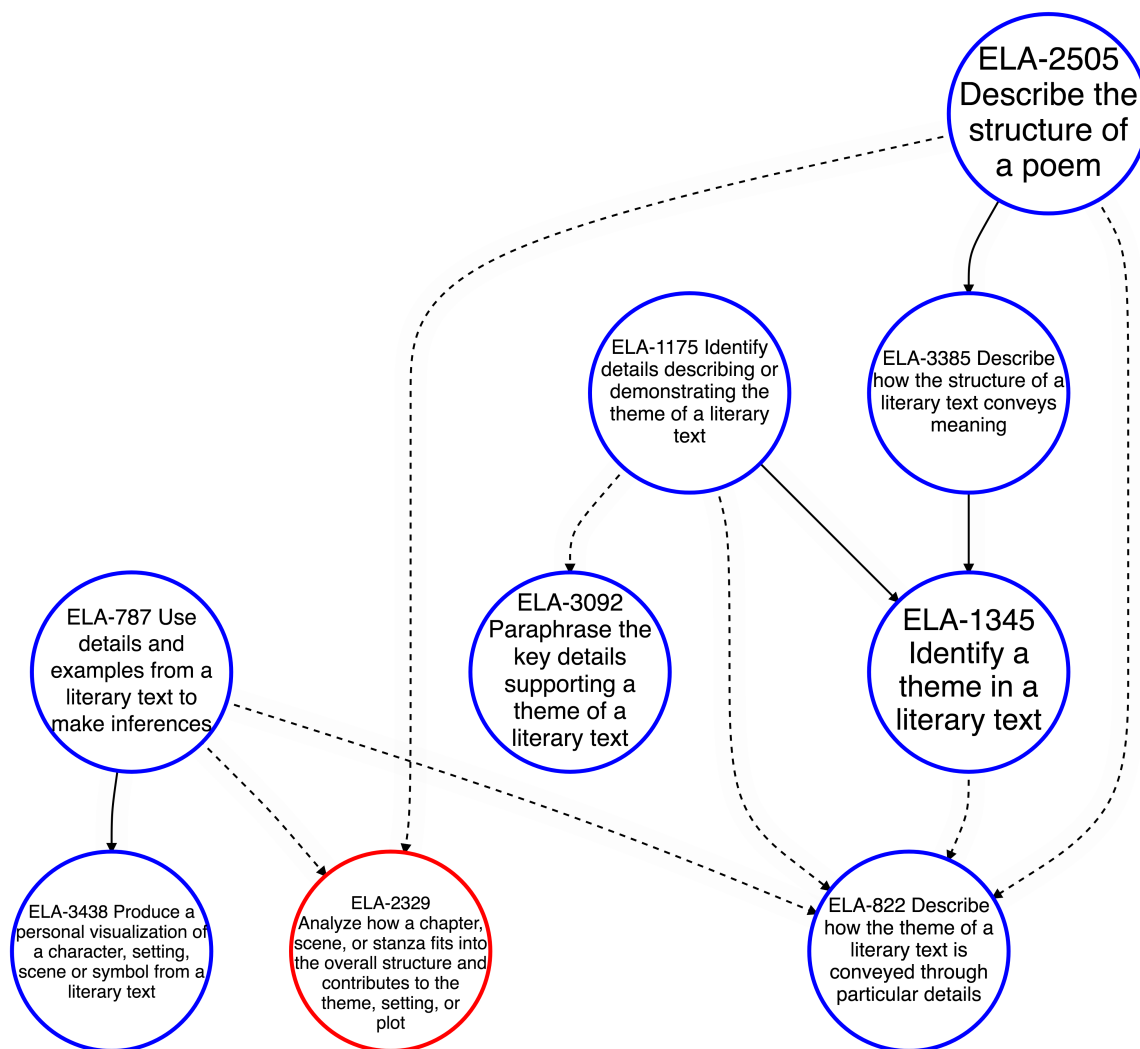 ELA-2505
Describe the
structure of
a poem
ELA-1175 Identify
details describing or
demonstrating the
theme of a literary
text
ELA-3385 Describe
how the structure of a
literary text conveys
meaning
ELA-787 Use
details and
examples from a
literary text to
make inferences
ELA-3092
Paraphrase the
key details
supporting a
theme of a
literary text
ELA-1345
Identify a
theme in a
literary text
ELA-3438 Produce a
personal visualization of
a character, setting,
scene or symbol from a
literary text
ELA-2329
Analyze how a chapter,
scene, or stanza fits into
the overall structure and
contributes to the
theme, setting, or
plot
ELA-822 Describe
how the theme of a
literary text is
conveyed through
particular details